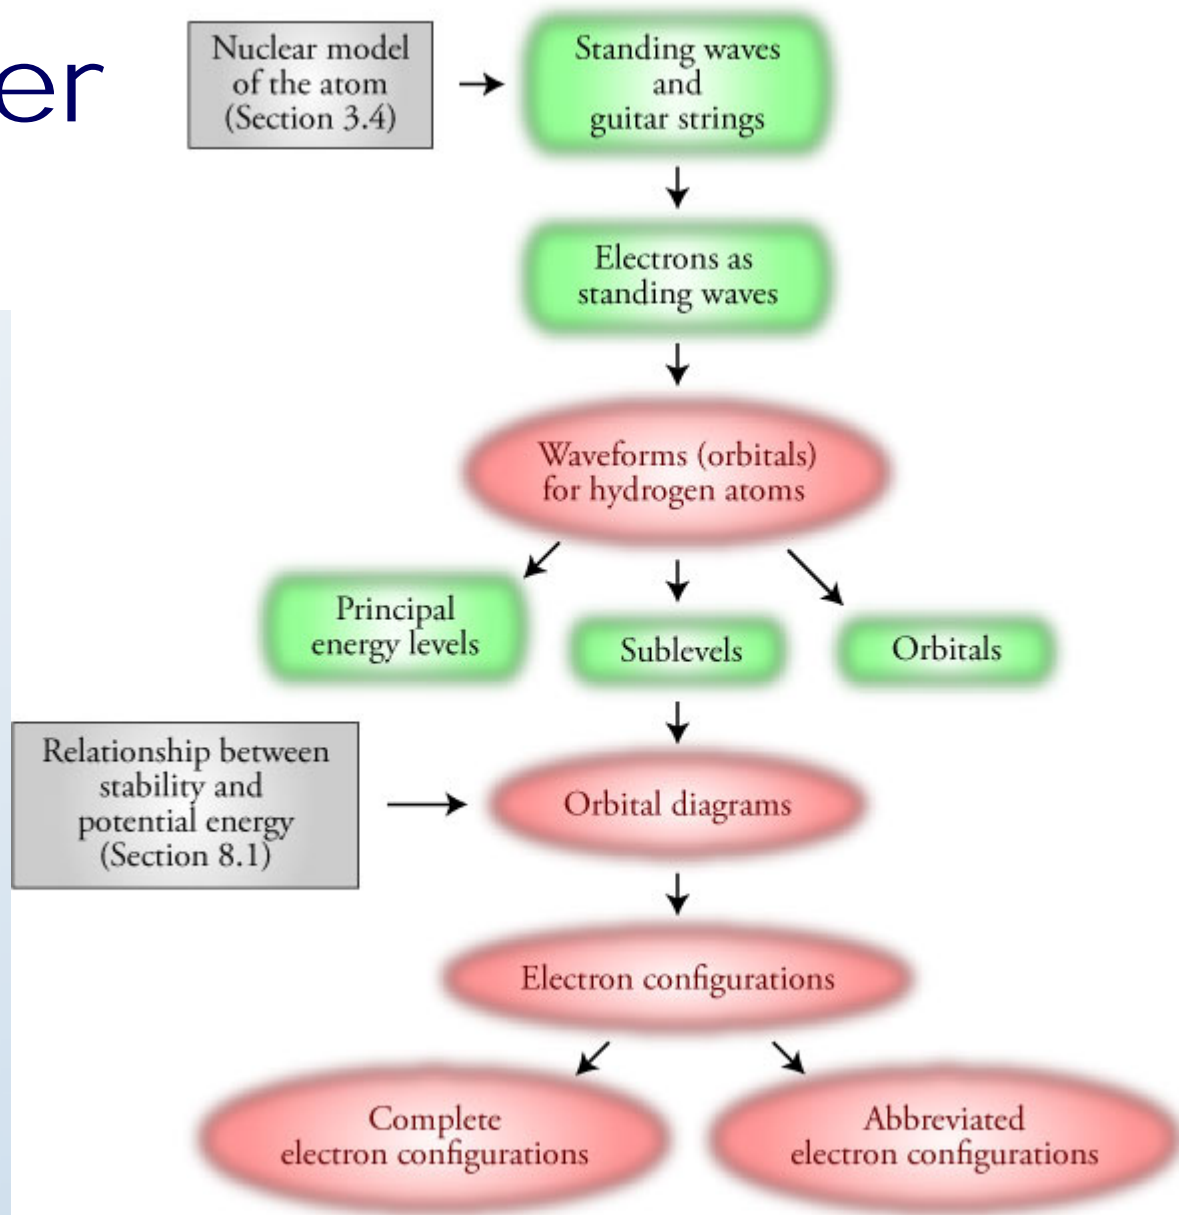 er
Nuclear model
of the atom
(Section 3.4)
Standing waves
and
guitar strings
Electrons as
standing waves
Waveforms (orbitals)
for hydrogen atoms
Principal
energy levels
Sublevels
Orbitals
Relationship between
stability and
potential energy
(Section 8.1)
Orbital diagrams
Electron configurations
Complete
electron configurations
Abbreviated
electron configurations